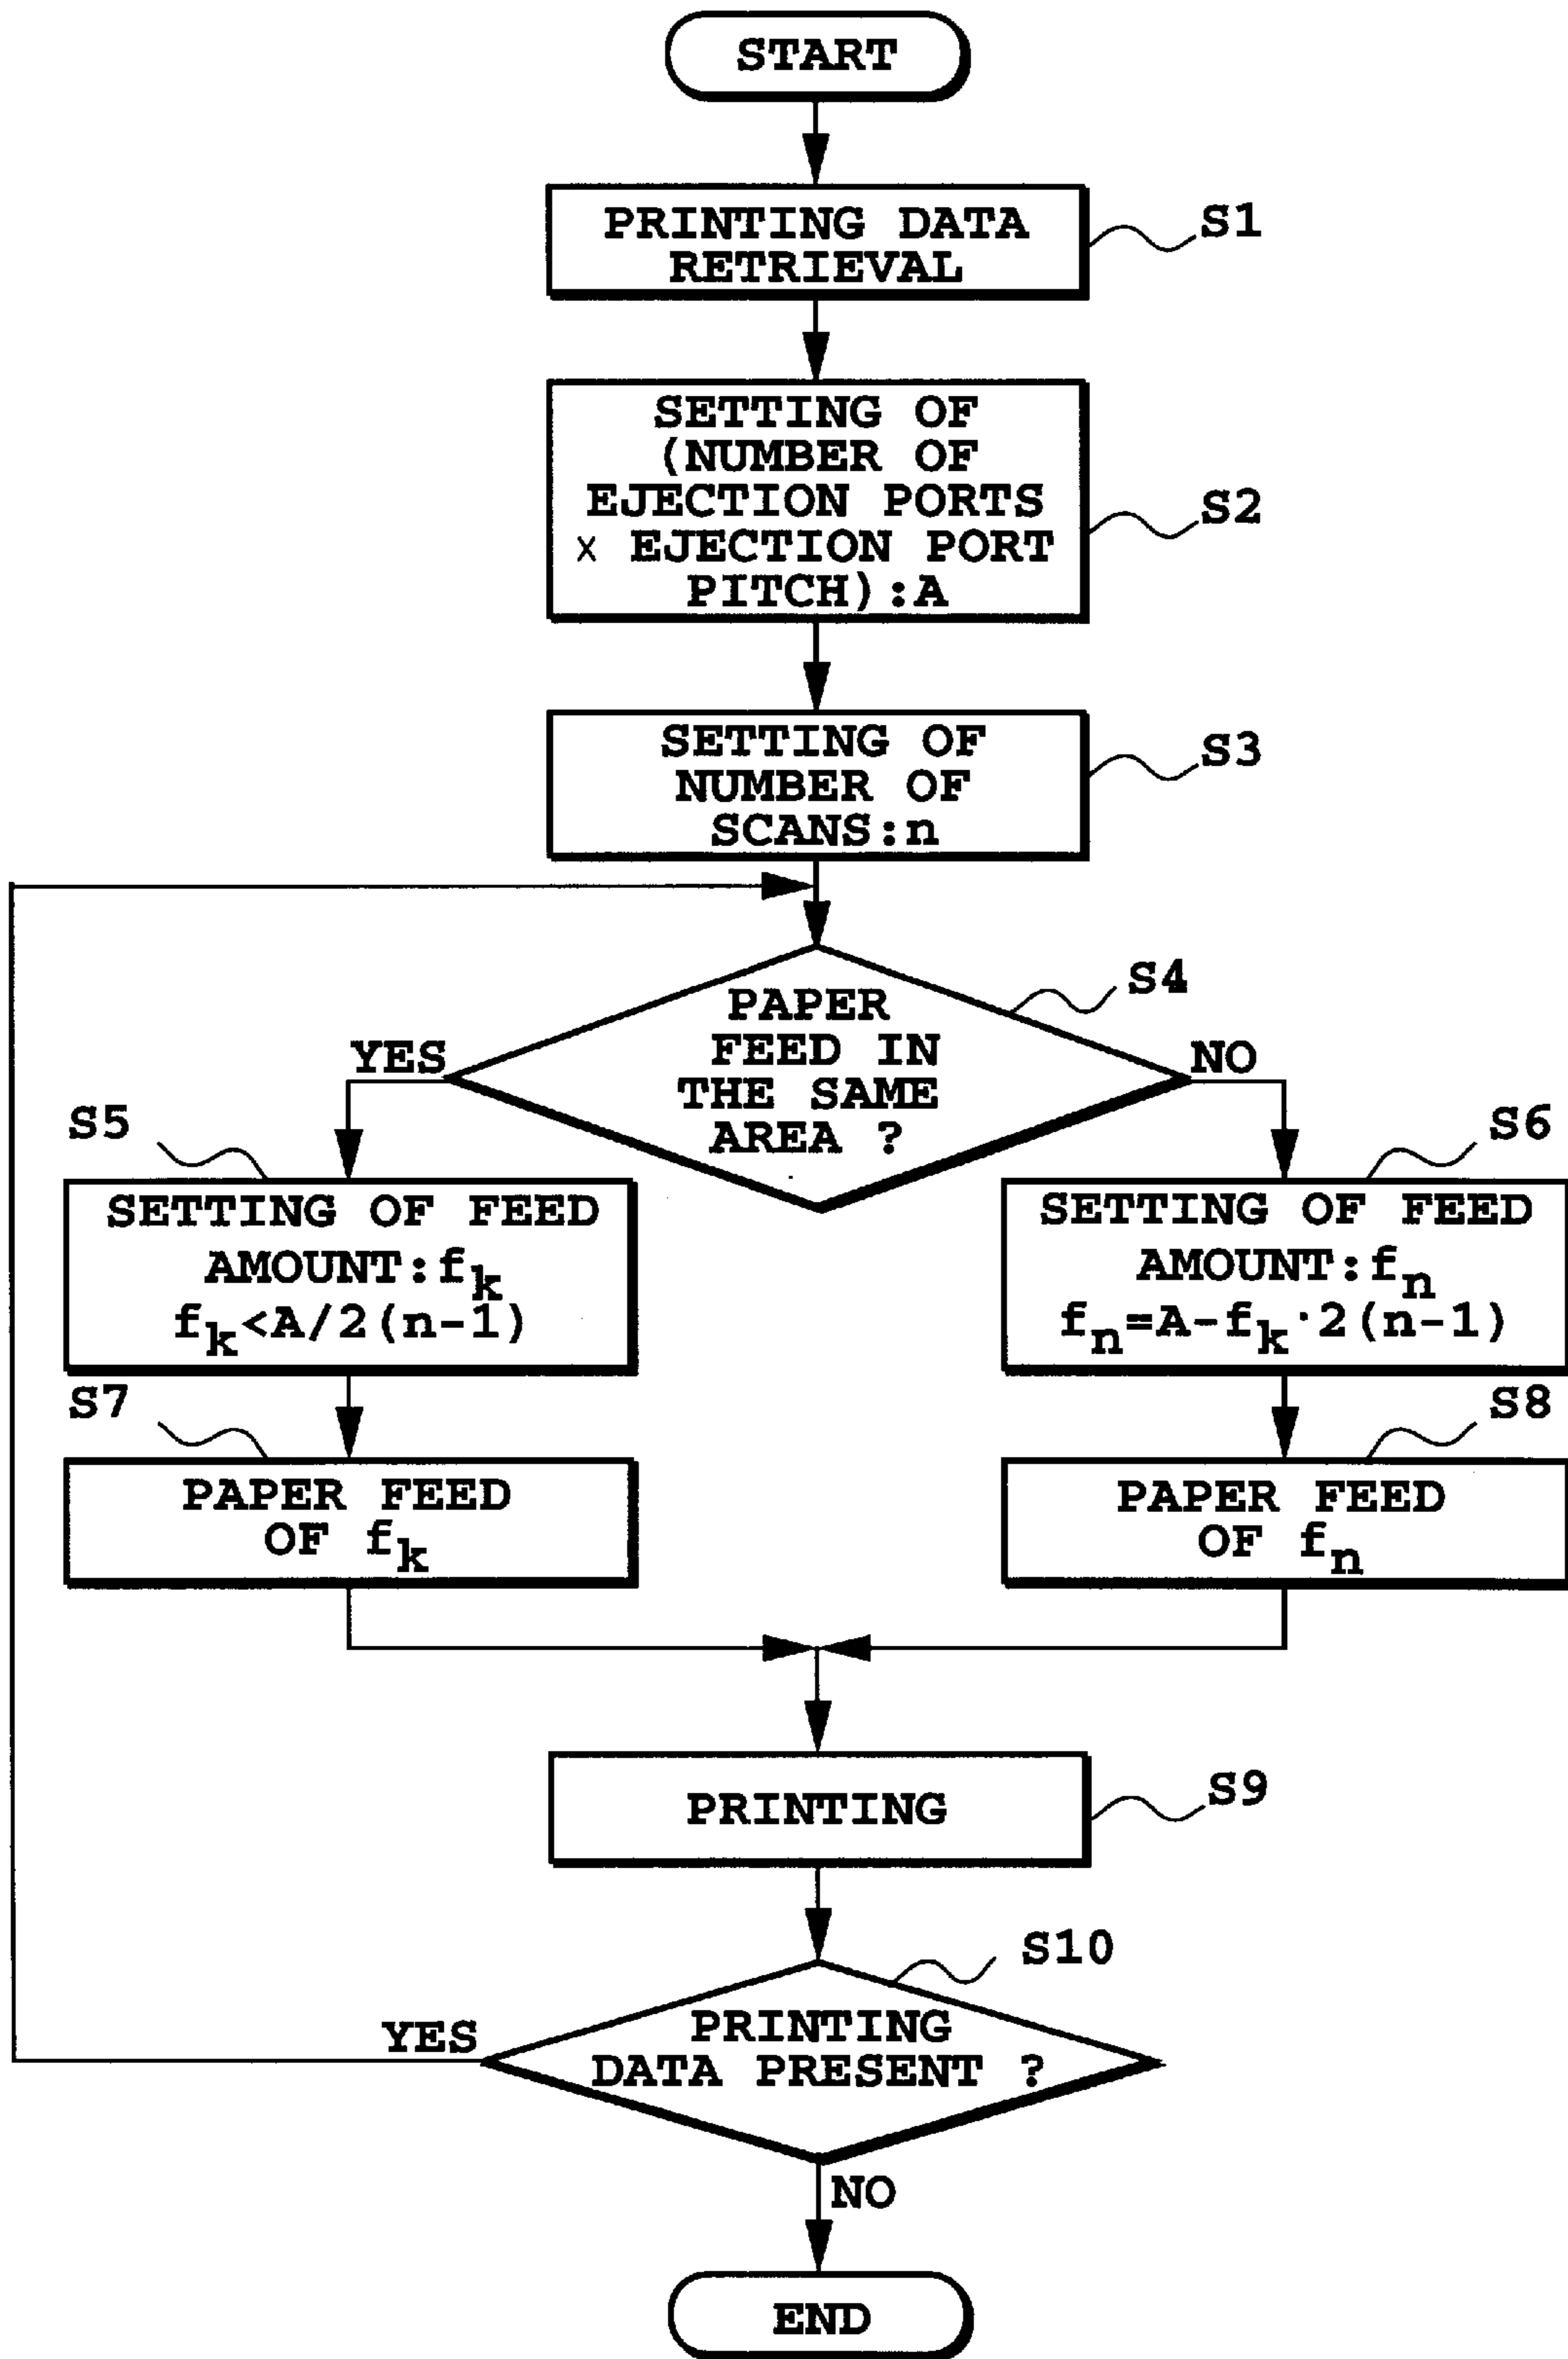 START
PRINTING DATA
RETRIEVAL
S1
SETTING OF
(NUMBER OF
EJECTION PORTS
x EJECTION PORT
PITCH):A
S2
SETTING OF
NUMBER OF
SCANS:n
S3
PAPER
FEED IN
THE SAME
AREA ?
S4
YES
NO
S5
SETTING OF FEED
AMOUNT:fk
fk<A/2(n-1)
S6
SETTING OF FEED
AMOUNT:fn
fn=A-fk·2(n-1)
S7
PAPER FEED
OF fk
S8
PAPER FEED
OF fn
PRINTING
S9
S10
PRINTING
DATA PRESENT ?
YES
NO
END